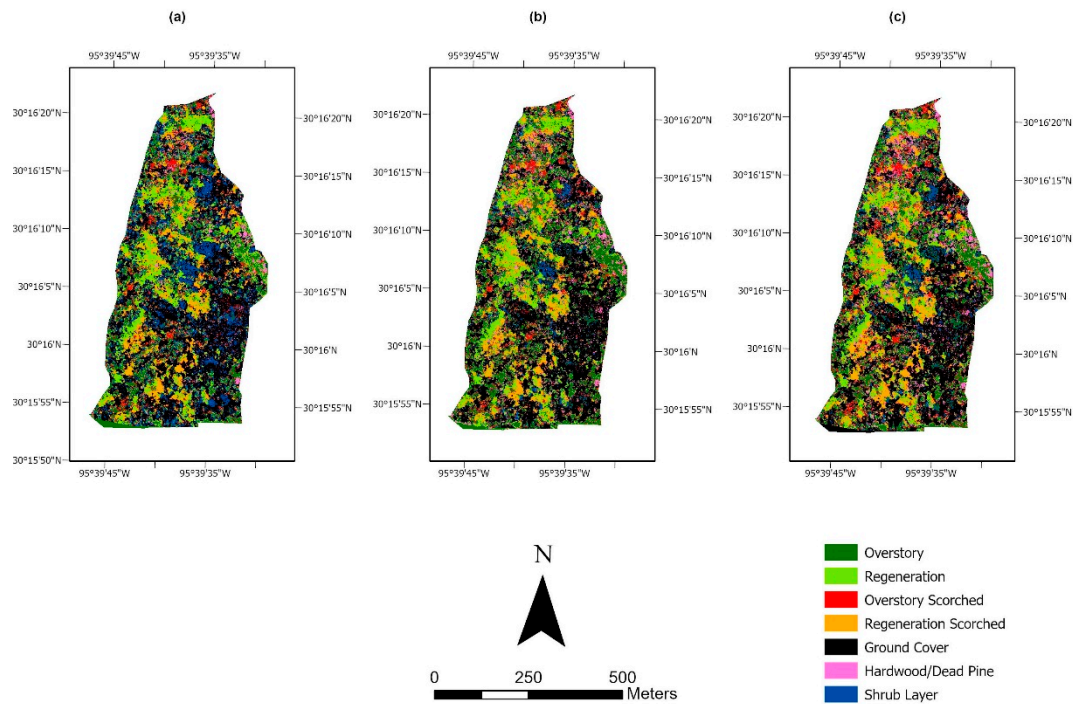 (a)
(b)
(c)
95°39'45"W 95°39'35"W
95°39'45"W 95°39'35"W
95°39'45"W 95°39'35"W
30°16'20"N
30°16'15"N
30°16'10"N
30°16'5"N
30°16'N
30°15'55"N
30°15'50"N
30°16'20"N
30°16'15"N
30°16'10"N
30°16'5"N
30°16'N
30°15'55"N
30°16'20"N
30°16'15"N
30°16'10"N
30°16'5"N
30°16'N
30°15'55"N
30°16'20"N
30°16'15"N
30°16'10"N
30°16'5"N
30°16'N
30°15'55"N
30°16'20"N
30°16'15"N
30°16'10"N
30°16'5"N
30°16'N
30°15'55"N
30°16'20"N
30°16'15"N
30°16'10"N
30°16'5"N
30°16'N
30°15'55"N
95°39'45"W 95°39'35"W
95°39'45"W 95°39'35"W
95°39'45"W 95°39'35"W
N
0 250 500
Meters
Overstory
Regeneration
Overstory Scorched
Regeneration Scorched
Ground Cover
Hardwood/Dead Pine
Shrub Layer